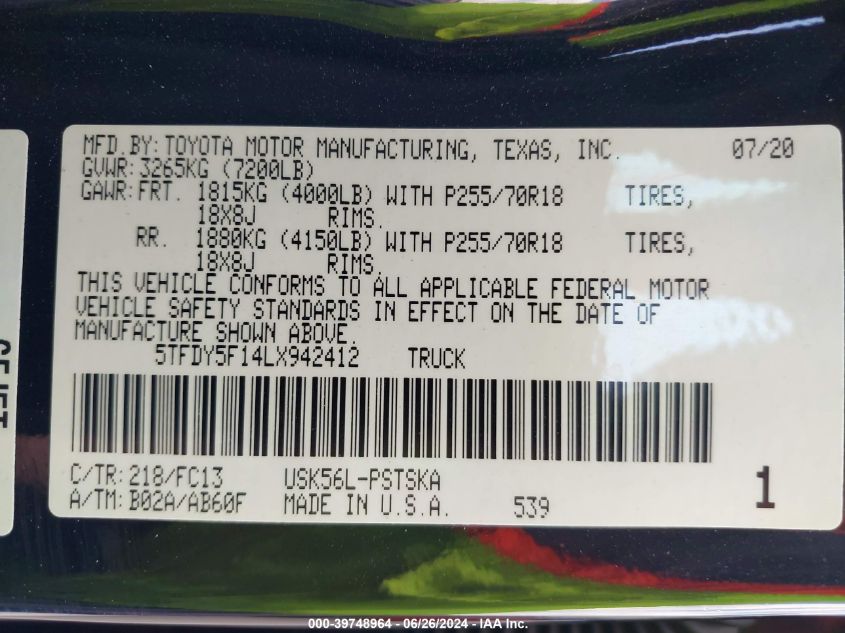 MFD.BY: TOYOTA MOTOR MANUFACTURING, TEXAS, INC. 07/20
GVWR: 3265KG (7200LB)
GAWR: FRT. 1815KG (4000LB) WITH P255/70R18 TIRES,
18X8J RIMS.
RR. 1880KG (4150LB) WITH P255/70R18 TIRES,
18X8J RIMS.
THIS VEHICLE CONFORMS TO ALL APPLICABLE FEDERAL MOTOR
VEHICLE SAFETY STANDARDS IN EFFECT ON THE DATE OF
MANUFACTURE SHOWN ABOVE.
5TFDY5F14LX942412 TRUCK
C/TR: 218/FC13 USK56L-PSTSKA
A/TM: B02A/AB60F MADE IN U.S.A. 539 1
000-39748964 - 06/26/2024 - IAA Inc.